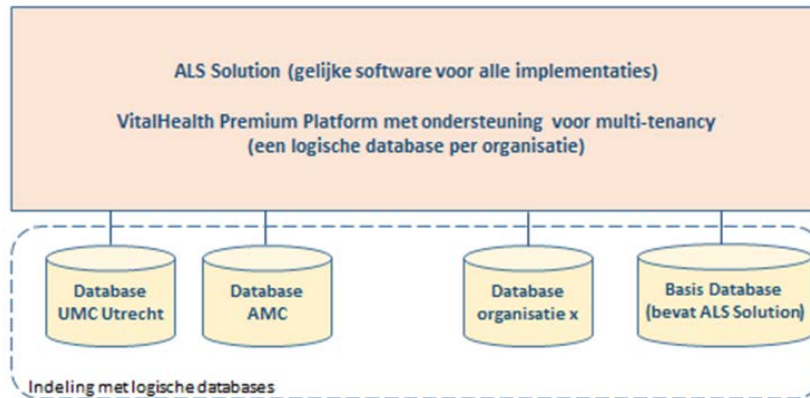 ALS Solution (gelijke software voor alle implementaties)
VitalHealth Premium Platform met ondersteuning voor multi-tenancy
(een logische database per organisatie)
Database
UMC Utrecht
Database
AMC
Database
organisatie x
Basis Database
(bevat ALS Solution)
Indeling met logische databases